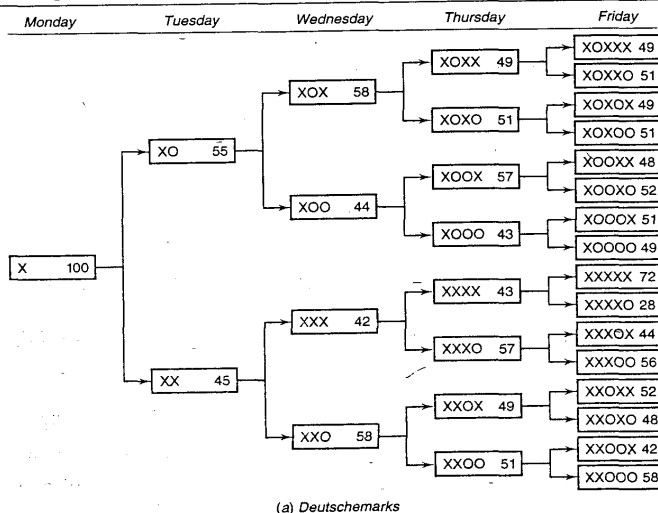 Monday Tuesday Wednesday Thursday Friday
XOXXX 49
XOXX 49
XOXXO 51
XOX 58
XOXOX 49
XOXO 51
XOXOO 51
XO 55
XOOXX 48
XOOX 57
XOOXO 52
XOO 44
XOOOX 51
XOOO 43
XOOOO 49
X 100
XXXXX 72
XXXX 43
XXXXO 28
XXX 42
XXXOX 44
XXXO 57
XXXOO 56
XX 45
XXOXX 52
XXOX 49
XXOXO 48
XXO 58
XXOOX 42
XXOO 51
XXOOO 58
(a) Deutschemarks